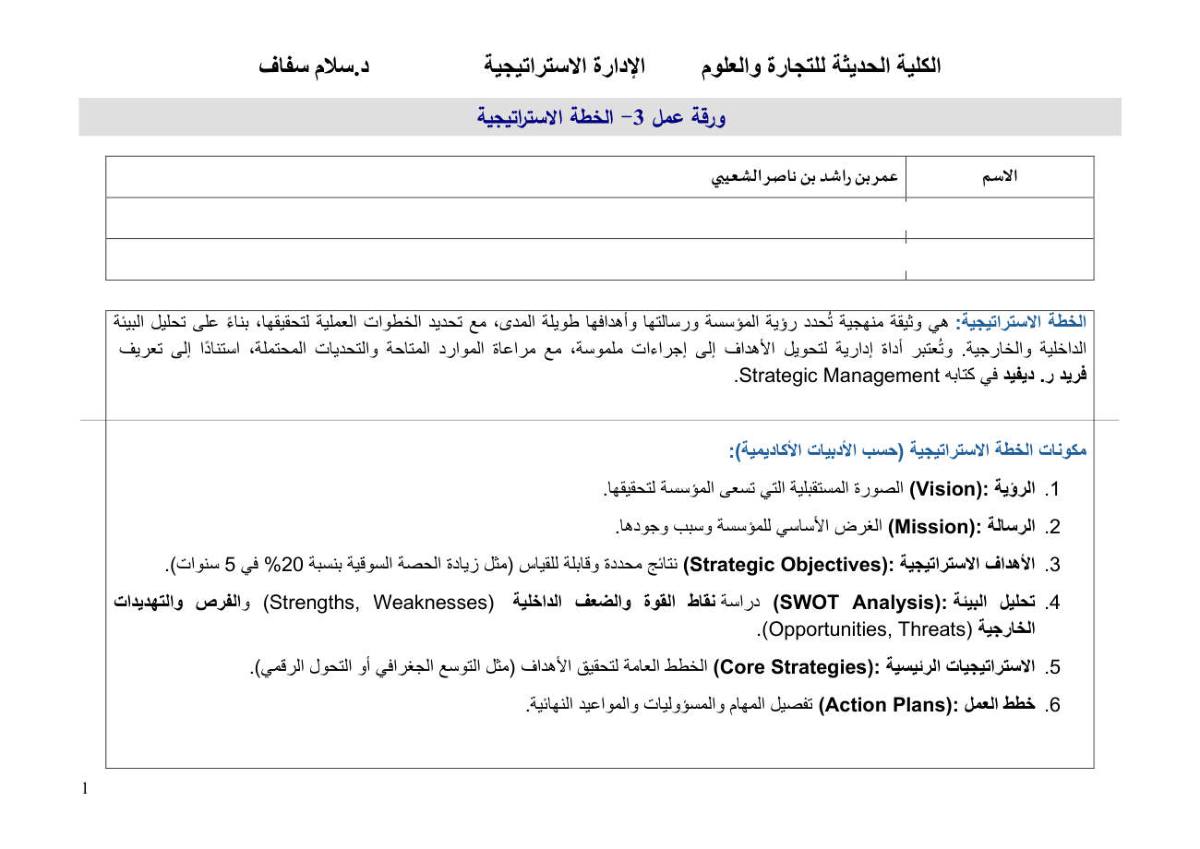 الكلية الحديثة للتجارة والعلوم الإدارة الاستراتيجية د.سلام سفاف
ورقة عمل 3- الخطة الاستراتيجية
الاسم عمر بن راشد بن ناصر الشعيبي
الخطة الاستراتيجية: هي وثيقة منهجية تُحدد رؤية المؤسسة ورسالتها وأهدافها طويلة المدى، مع تحديد الخطوات العملية لتحقيقها، بناءً على تحليل البيئة
الداخلية والخارجية. وتُعتبر أداة إدارية لتحويل الأهداف إلى إجراءات ملموسة، مع مراعاة الموارد المتاحة والتحديات المحتملة، استنادًا إلى تعريف
فريد ر. ديفيد في كتابه Strategic Management.
مكونات الخطة الاستراتيجية (حسب الأدبيات الأكاديمية):
1. الرؤية :(Vision) الصورة المستقبلية التي تسعى المؤسسة لتحقيقها.
2. الرسالة :(Mission) الغرض الأساسي للمؤسسة وسبب وجودها.
3. الأهداف الاستراتيجية :(Strategic Objectives) نتائج محددة وقابلة للقياس (مثل زيادة الحصة السوقية بنسبة 20% في 5 سنوات).
4. تحليل البيئة :(SWOT Analysis) دراسة نقاط القوة والضعف الداخلية (Strengths, Weaknesses) والفرص والتهديدات
الخارجية (Opportunities, Threats).
5. الاستراتيجيات الرئيسية :(Core Strategies) الخطط العامة لتحقيق الأهداف (مثل التوسع الجغرافي أو التحول الرقمي).
6. خطط العمل :(Action Plans) تفصيل المهام والمسؤوليات والمواعيد النهائية.
1